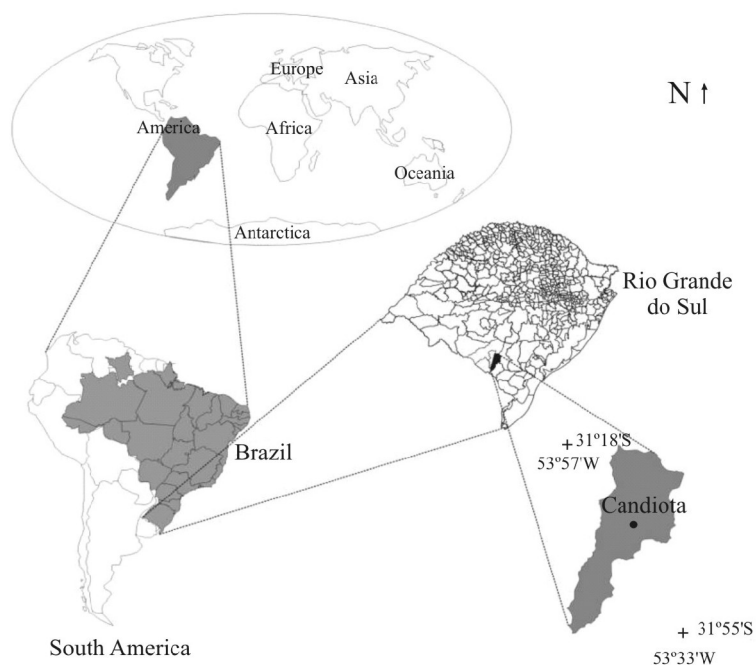 Europe
Asia
N
America
Africa
Oceania
Antarctica
Rio Grande
do Sul
Brazil
+ 31º18'S
53º57'W
Candiota
+ 31º55'S
53º33'W
South America